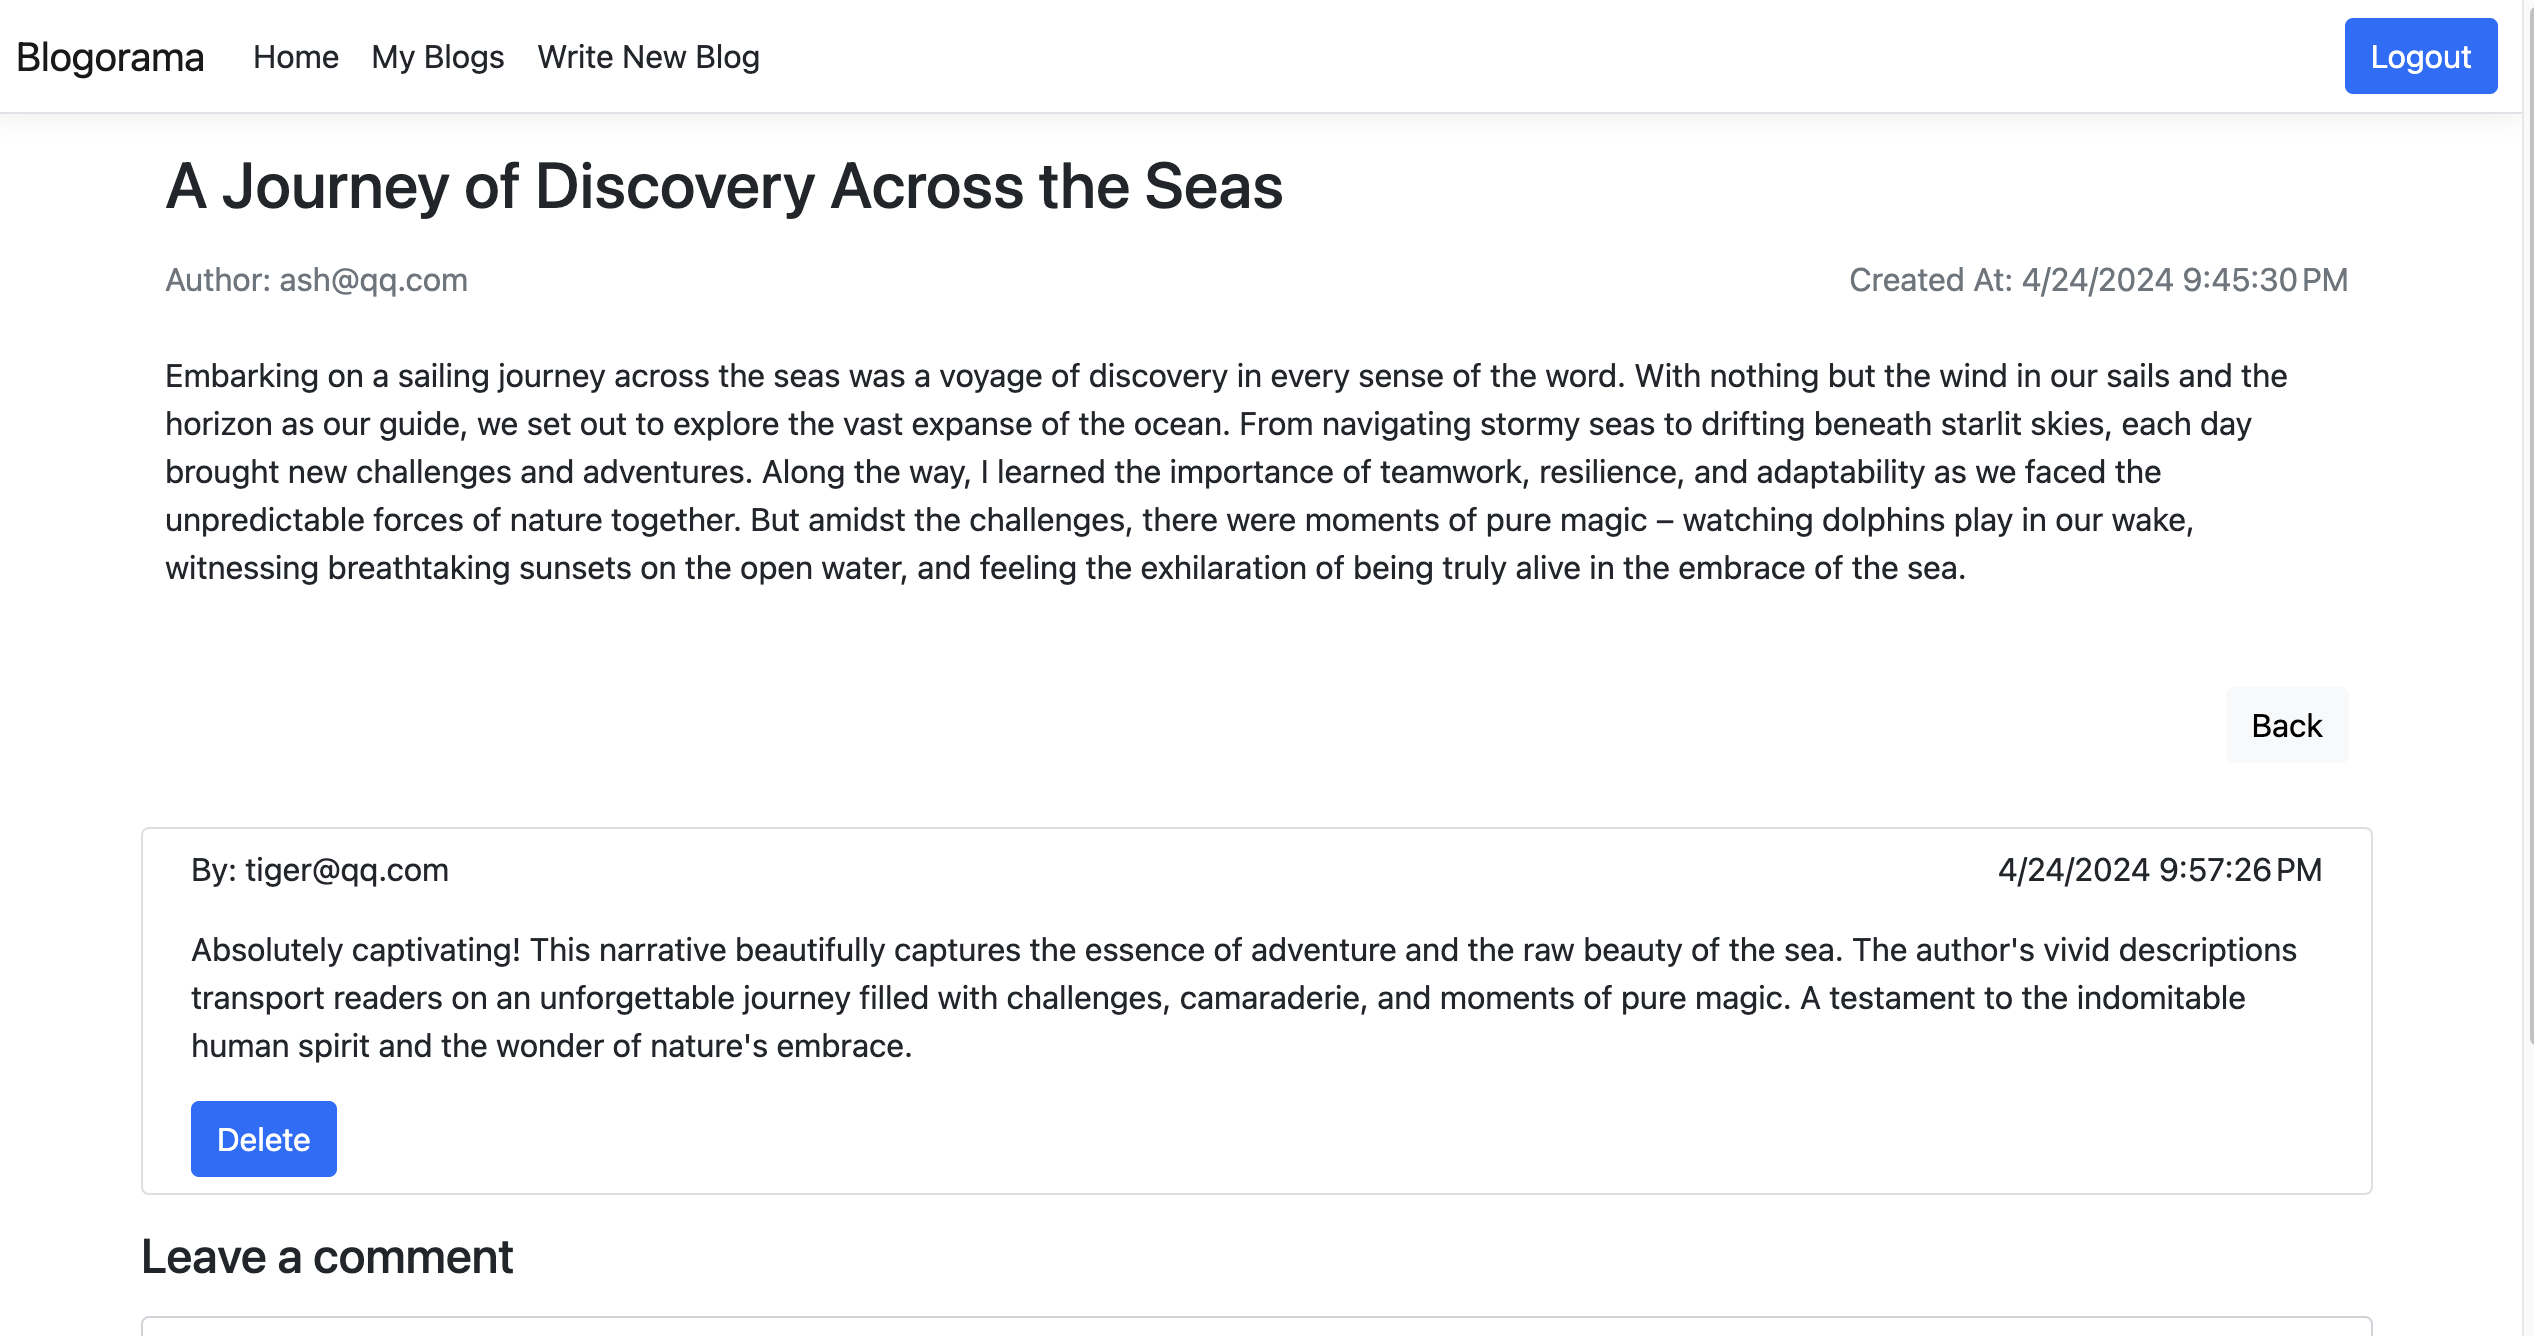 Blogorama Home My Blogs Write New Blog Logout
A Journey of Discovery Across the Seas
Author: ash@qq.com Created At: 4/24/2024 9:45:30 PM
Embarking on a sailing journey across the seas was a voyage of discovery in every sense of the word. With nothing but the wind in our sails and the
horizon as our guide, we set out to explore the vast expanse of the ocean. From navigating stormy seas to drifting beneath starlit skies, each day
brought new challenges and adventures. Along the way, I learned the importance of teamwork, resilience, and adaptability as we faced the
unpredictable forces of nature together. But amidst the challenges, there were moments of pure magic – watching dolphins play in our wake,
witnessing breathtaking sunsets on the open water, and feeling the exhilaration of being truly alive in the embrace of the sea.
Back
By: tiger@qq.com 4/24/2024 9:57:26 PM
Absolutely captivating! This narrative beautifully captures the essence of adventure and the raw beauty of the sea. The author's vivid descriptions
transport readers on an unforgettable journey filled with challenges, camaraderie, and moments of pure magic. A testament to the indomitable
human spirit and the wonder of nature's embrace.
Delete
Leave a comment